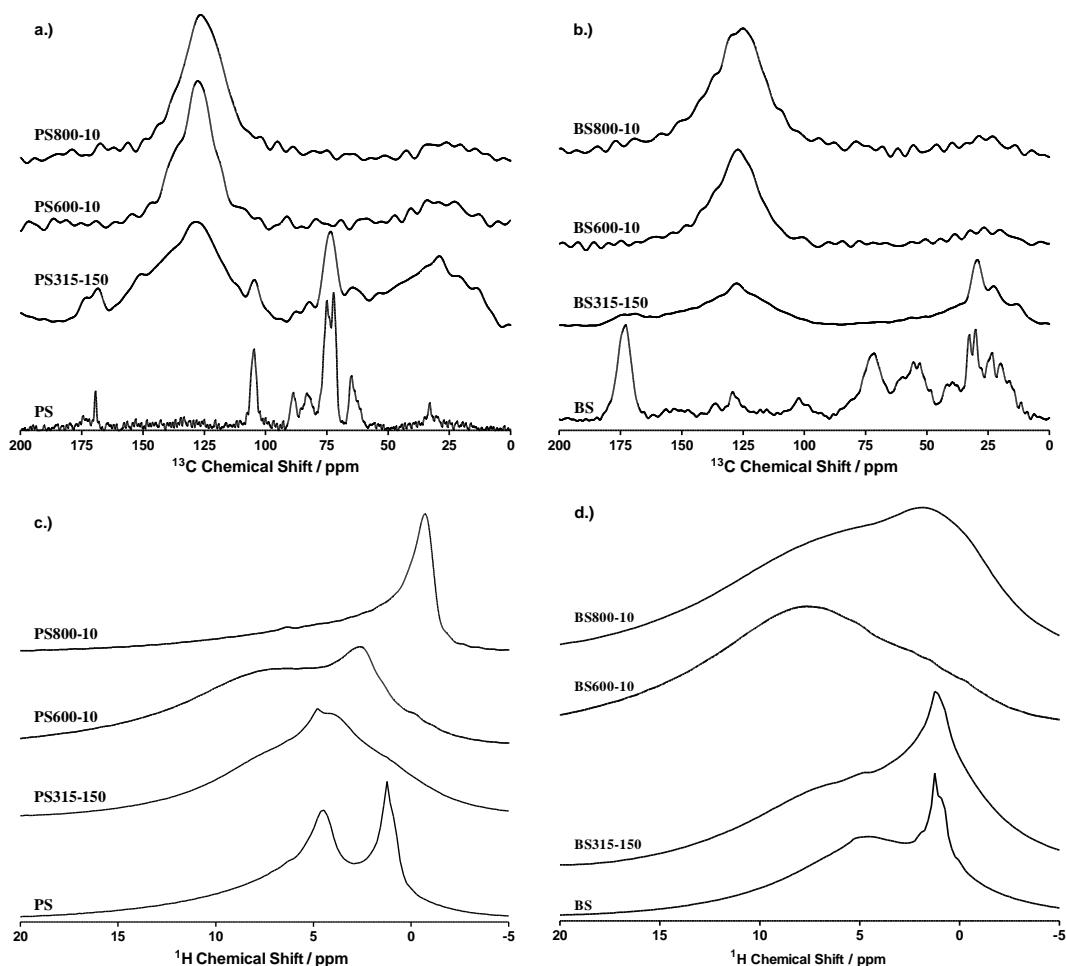 a.)
PS800-10
PS600-10
PS315-150
PS
200 175 150 125 100 75 50 25 0
¹³C Chemical Shift / ppm
b.)
BS800-10
BS600-10
BS315-150
BS
200 175 150 125 100 75 50 25 0
¹³C Chemical Shift / ppm
c.)
PS800-10
PS600-10
PS315-150
PS
20 15 10 5 0 -5
¹H Chemical Shift / ppm
d.)
BS800-10
BS600-10
BS315-150
BS
20 15 10 5 0 -5
¹H Chemical Shift / ppm